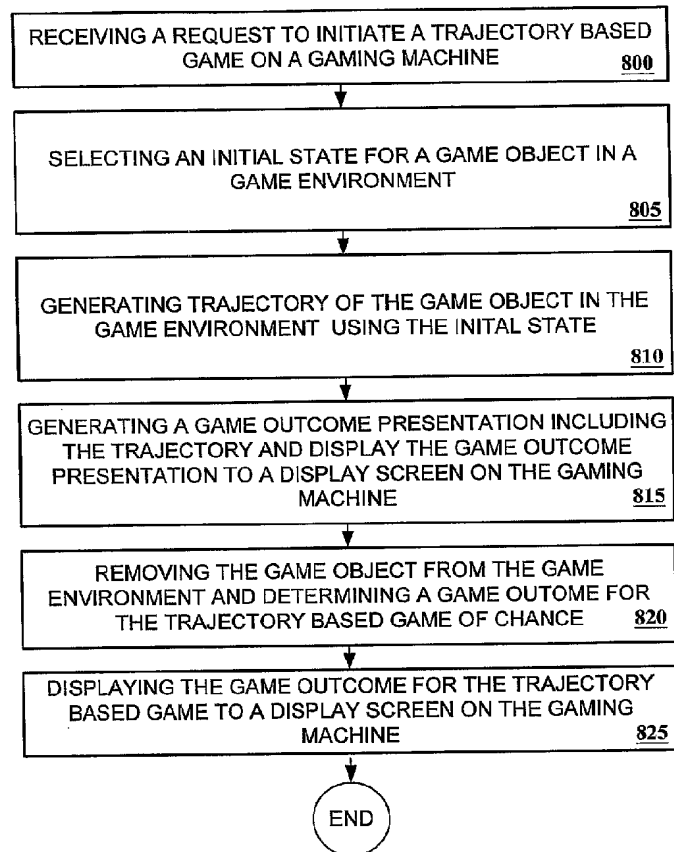 RECEIVING A REQUEST TO INITIATE A TRAJECTORY BASED
GAME ON A GAMING MACHINE
800
SELECTING AN INITIAL STATE FOR A GAME OBJECT IN A
GAME ENVIRONMENT
805
GENERATING TRAJECTORY OF THE GAME OBJECT IN THE
GAME ENVIRONMENT USING THE INITAL STATE
810
GENERATING A GAME OUTCOME PRESENTATION INCLUDING
THE TRAJECTORY AND DISPLAY THE GAME OUTCOME
PRESENTATION TO A DISPLAY SCREEN ON THE GAMING
MACHINE 815
REMOVING THE GAME OBJECT FROM THE GAME
ENVIRONMENT AND DETERMINING A GAME OUTOME FOR
THE TRAJECTORY BASED GAME OF CHANCE 820
DISPLAYING THE GAME OUTCOME FOR THE TRAJECTORY
BASED GAME TO A DISPLAY SCREEN ON THE GAMING
MACHINE 825
END